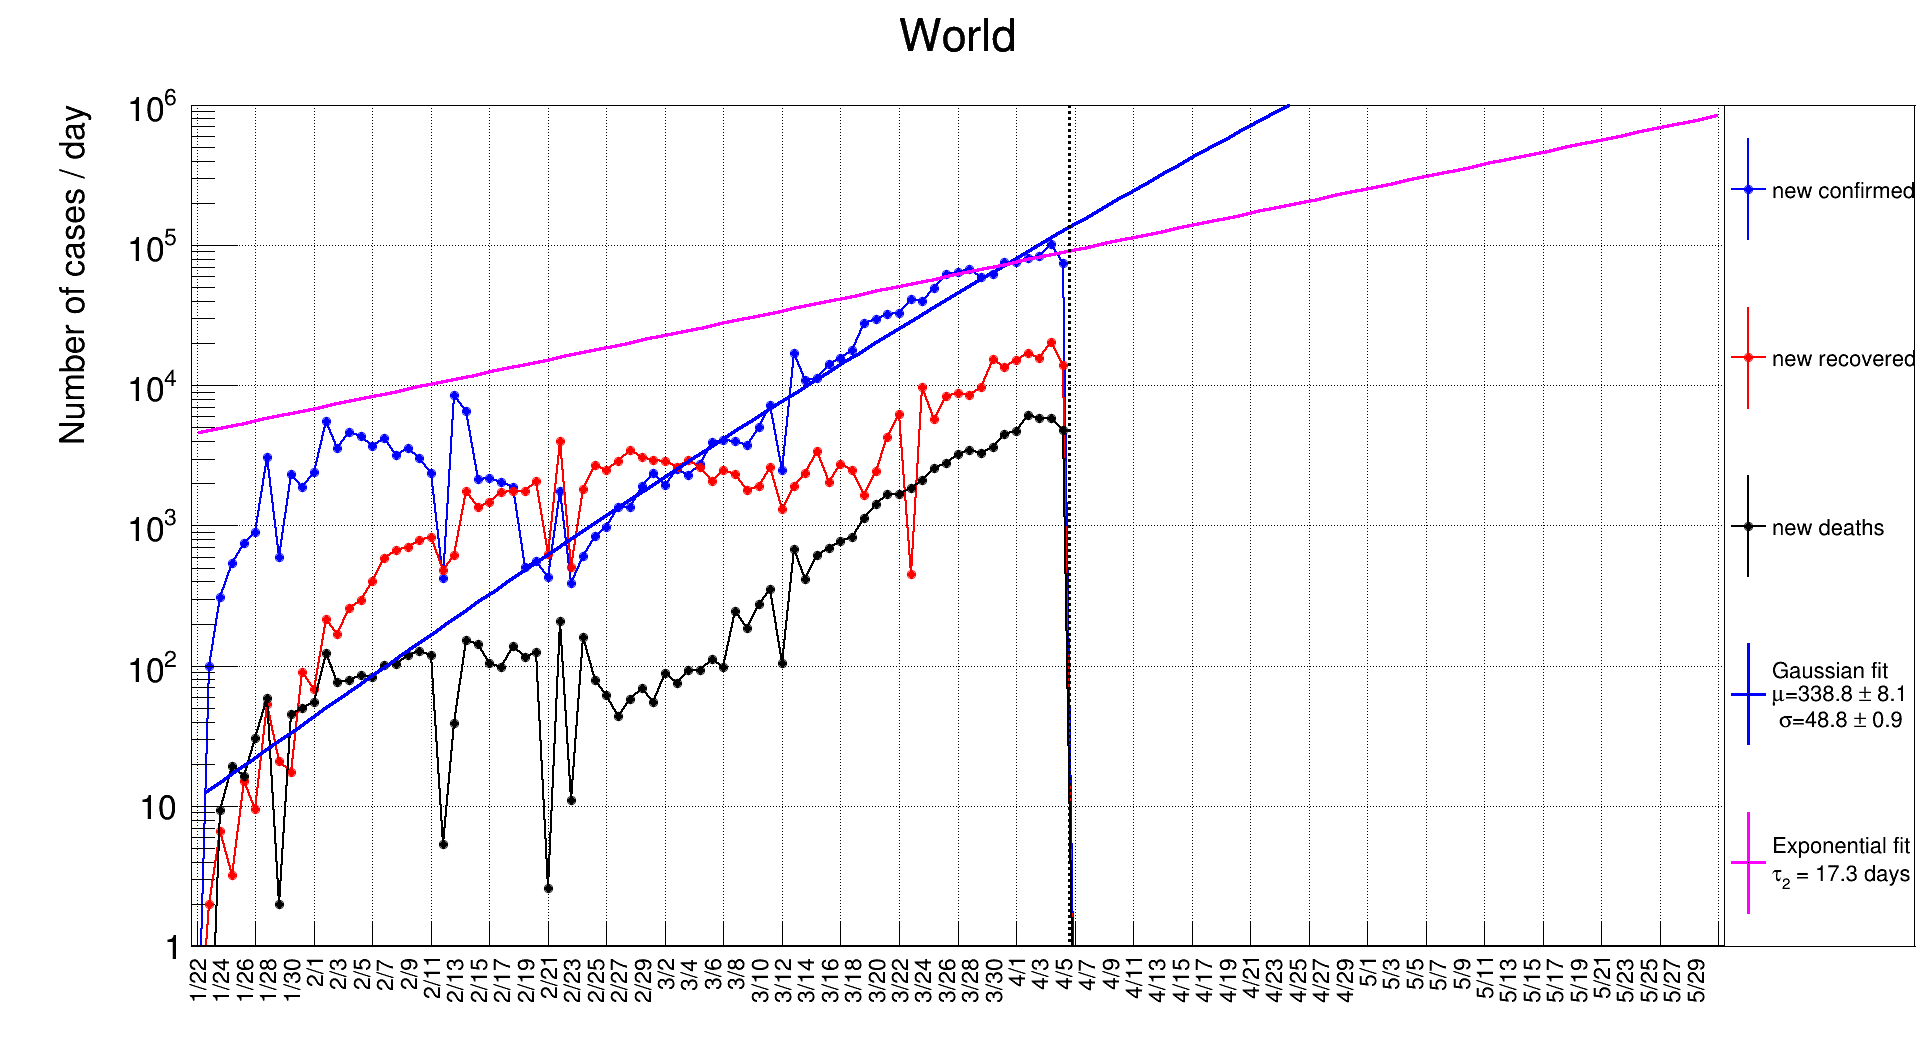 World
Number of cases / day
10^6
10^5
10^4
10^3
10^2
10
1
1/22 1/24 1/26 1/28 1/30 2/1 2/3 2/5 2/7 2/9 2/11 2/13 2/15 2/17 2/19 2/21 2/23 2/25 2/27 2/29 3/2 3/4 3/6 3/8 3/10 3/12 3/14 3/16 3/18 3/20 3/22 3/24 3/26 3/28 3/30 4/1 4/3 4/5 4/7 4/9 4/11 4/13 4/15 4/17 4/19 4/21 4/23 4/25 4/27 4/29 5/1 5/3 5/5 5/7 5/9 5/11 5/13 5/15 5/17 5/19 5/21 5/23 5/25 5/27 5/29
new confirmed
new recovered
new deaths
Gaussian fit
μ=338.8 ± 8.1
σ=48.8 ± 0.9
Exponential fit
τ₂ = 17.3 days